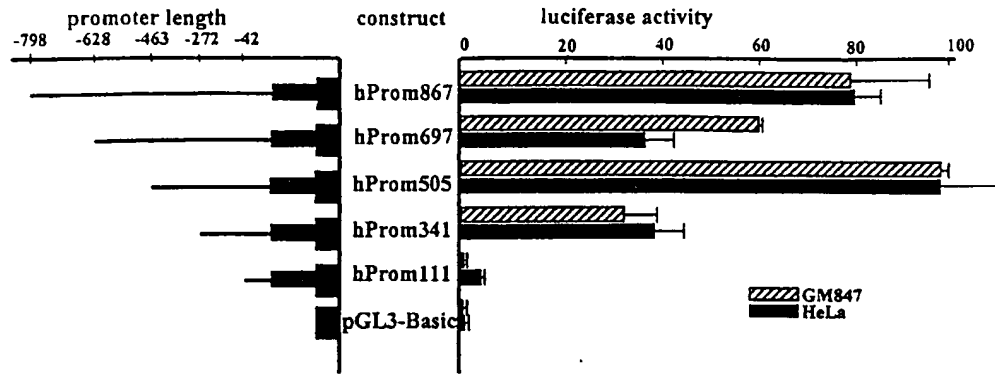 promoter length construct luciferase activity
-798 -628 -463 -272 -42 0 20 40 60 80 100
hProm867
hProm697
hProm505
hProm341
hProm111
pGL3-Basic
GM847
HeLa